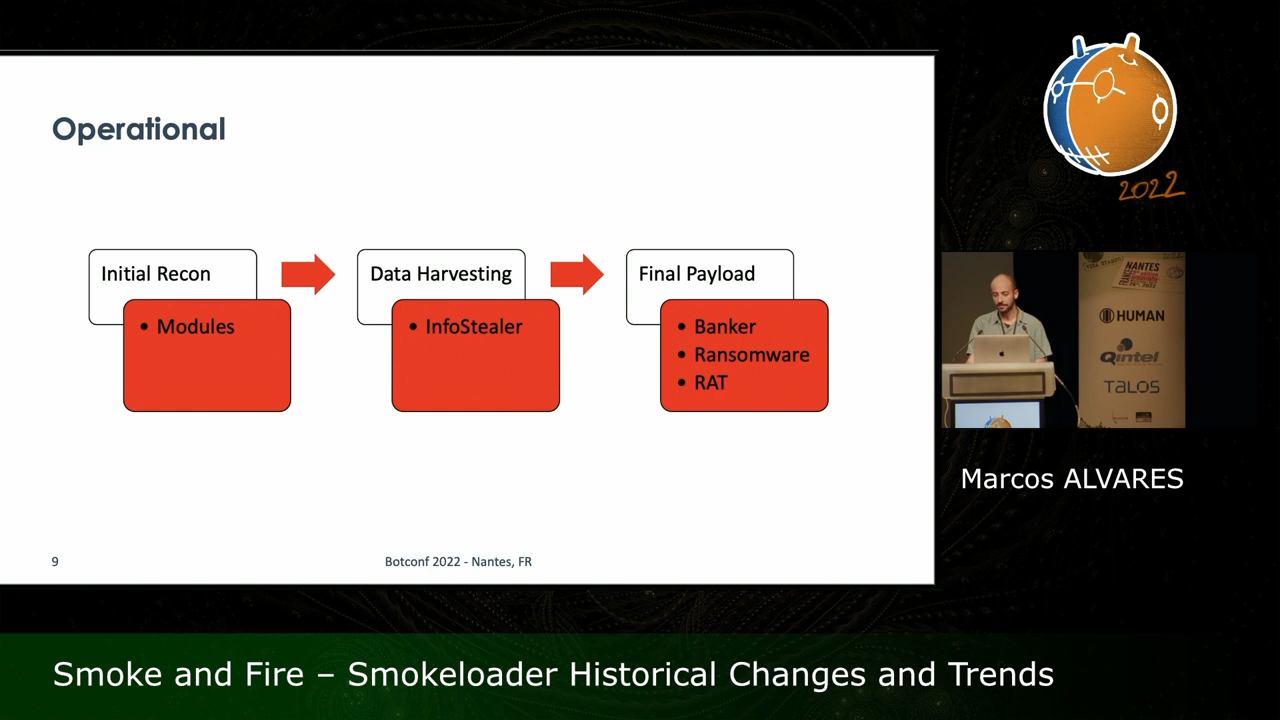 Operational
Initial Recon
• Modules
Data Harvesting
• InfoStealer
Final Payload
• Banker
• Ransomware
• RAT
9
Botconf 2022 - Nantes, FR
2022
NANTES
HUMAN
Qintel
TALOS
Marcos ALVARES
Smoke and Fire – Smokeloader Historical Changes and Trends